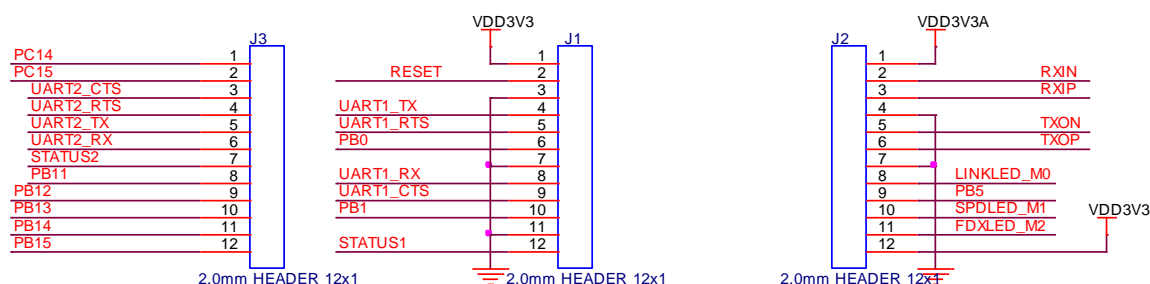 VDD3V3
VDD3V3A
J3
J1
J2
PC14 1
PC15 2
UART2_CTS 3
UART2_RTS 4
UART2_TX 5
UART2_RX 6
STATUS2 7
PB11 8
PB12 9
PB13 10
PB14 11
PB15 12
2.0mm HEADER 12x1
1
RESET 2
3
UART1_TX 4
UART1_RTS 5
PB0 6
7
UART1_RX 8
UART1_CTS 9
PB1 10
11
STATUS1 12
2.0mm HEADER 12x1
1
2 RXIN
3 RXIP
4
5 TXON
6 TXOP
7
8 LINKLED_M0
9 PB5
10 SPDLED_M1
11 FDXLED_M2
12
VDD3V3
2.0mm HEADER 12x1